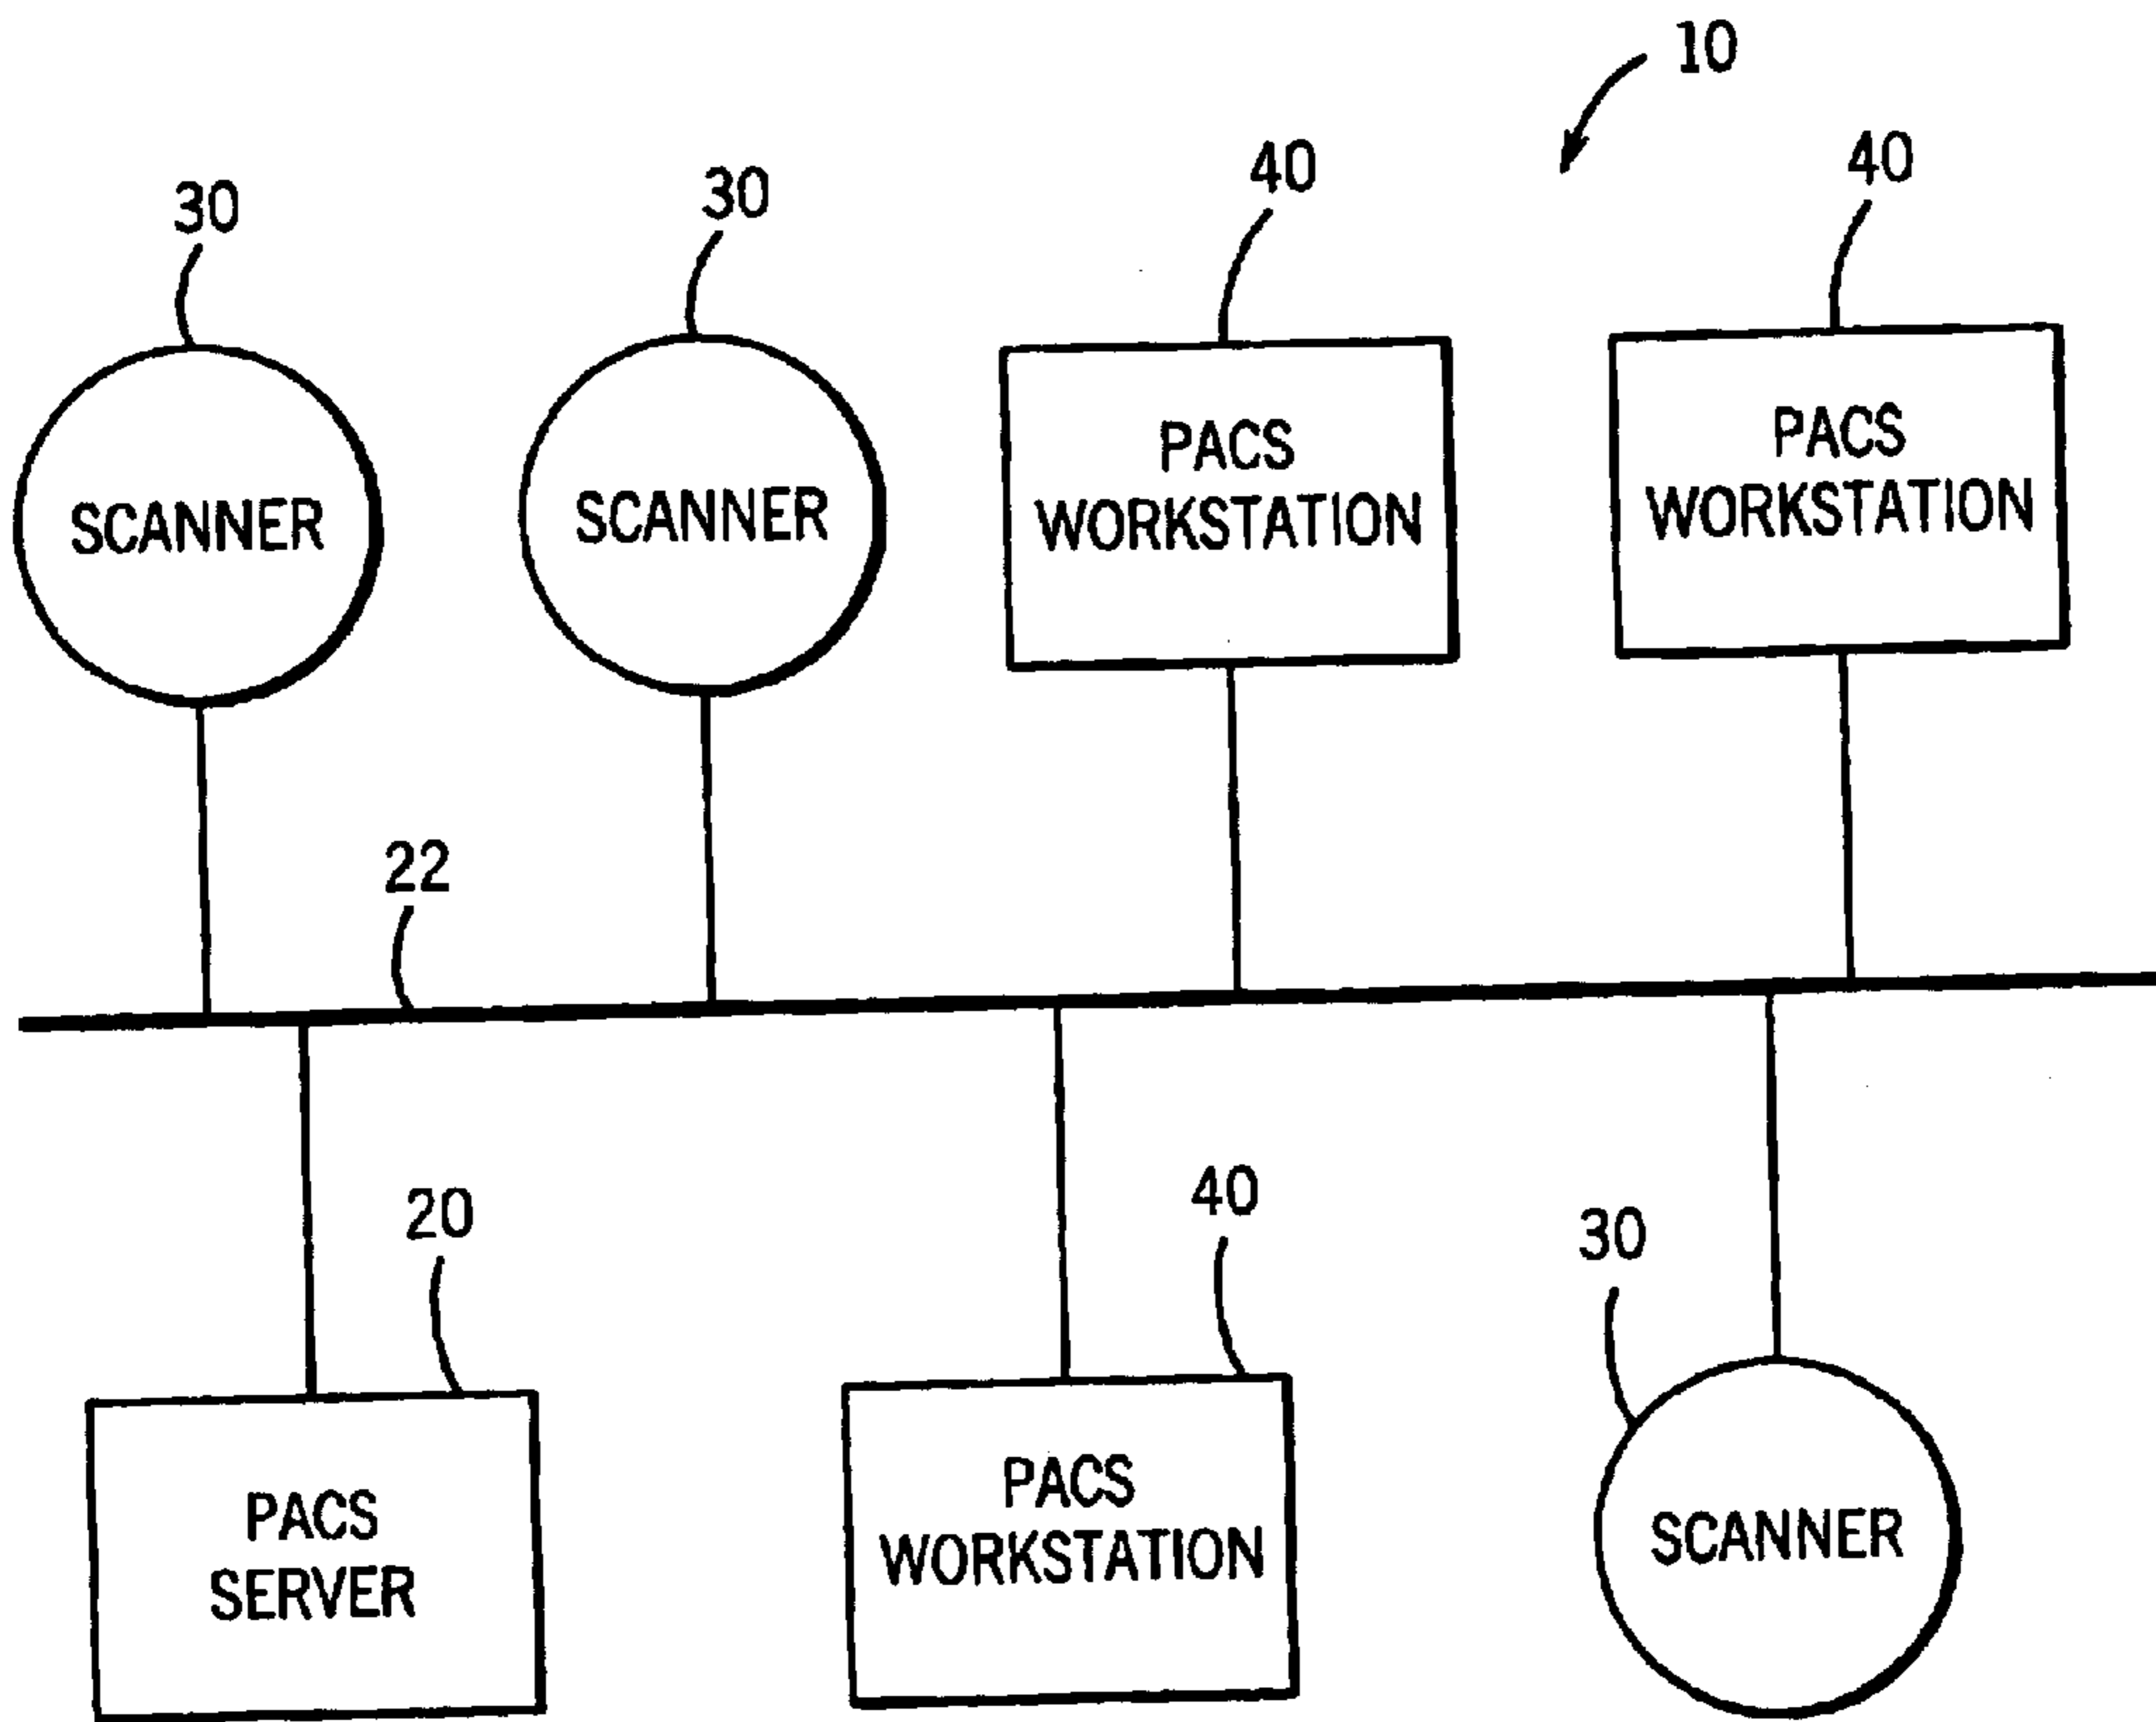 10
30
30
40
40
SCANNER
SCANNER
PACS
WORKSTATION
PACS
WORKSTATION
22
20
40
30
PACS
SERVER
PACS
WORKSTATION
SCANNER